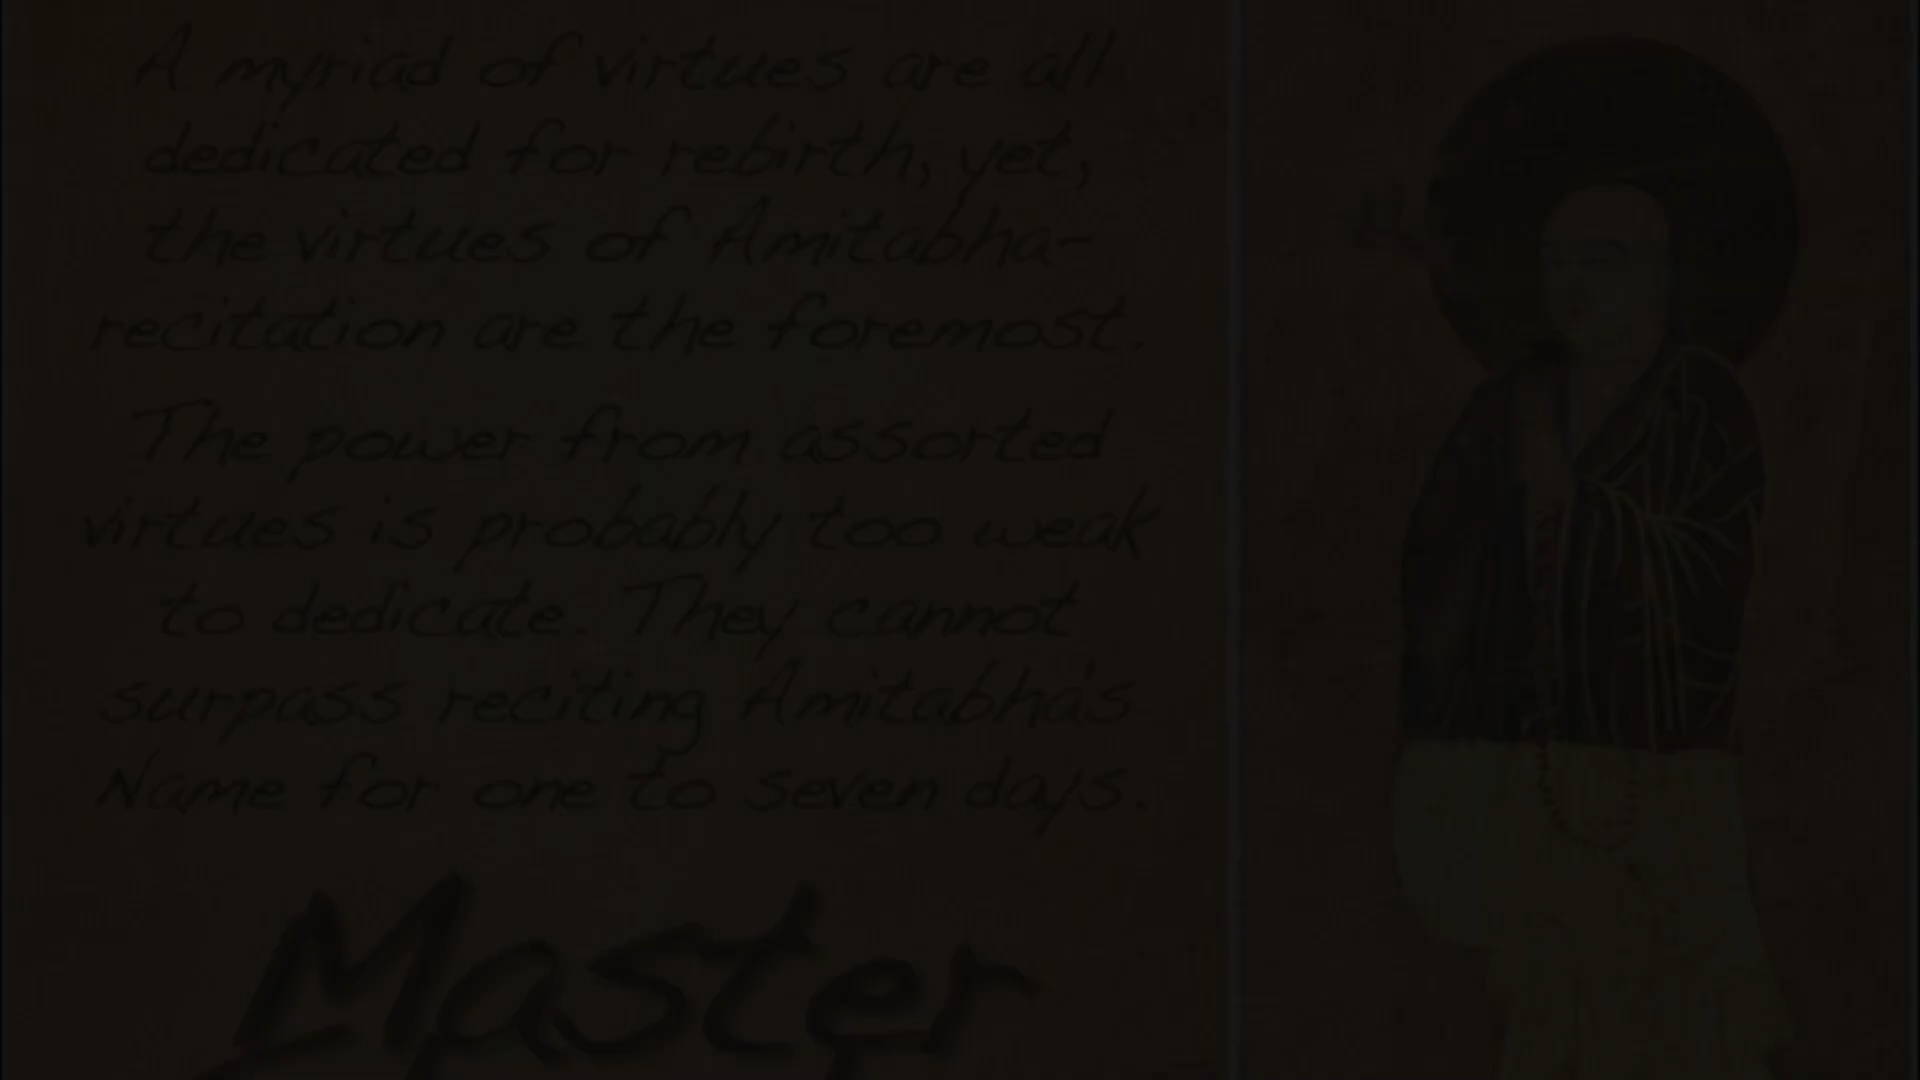 A myriad of virtues are all
dedicated for rebirth, yet,
the virtues of Amitabha-
recitation are the foremost.
The power from assorted
virtues is probably too weak
to dedicate. They cannot
surpass reciting Amitabha's
Name for one to seven days.
Master